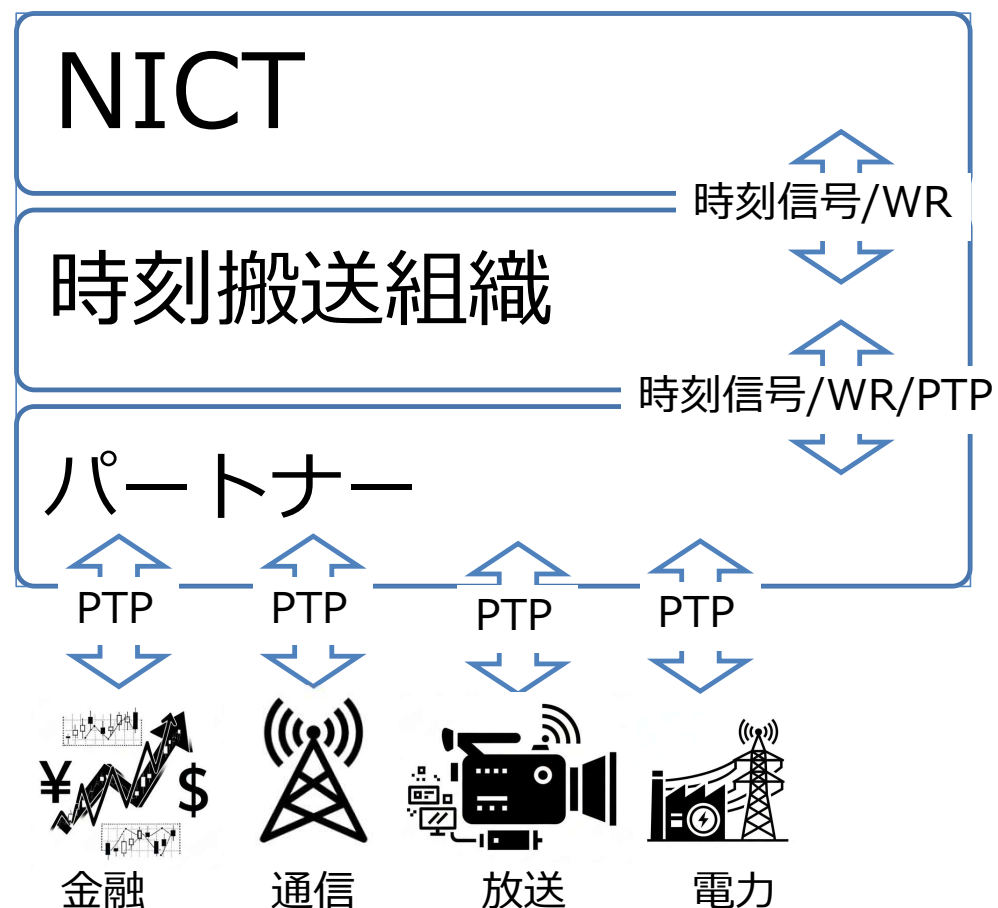 NICT
時刻信号/WR
時刻搬送組織
時刻信号/WR/PTP
パートナー
PTP
PTP
PTP
PTP
¥
$
金融
通信
放送
電力